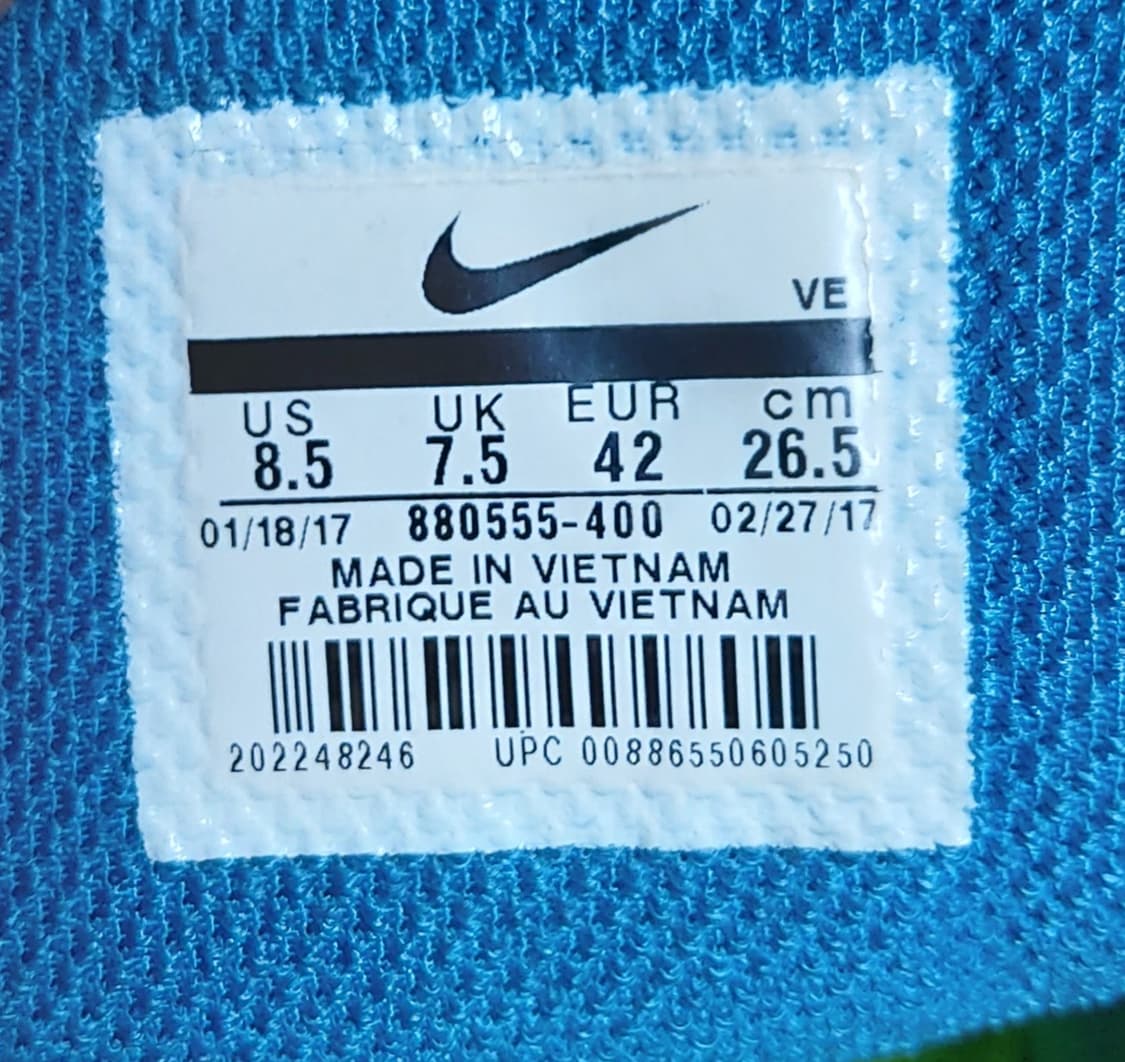 VE
US UK EUR cm
8.5 7.5 42 26.5
01/18/17 880555-400 02/27/17
MADE IN VIETNAM
FABRIQUE AU VIETNAM
202248246 UPC 00886550605250